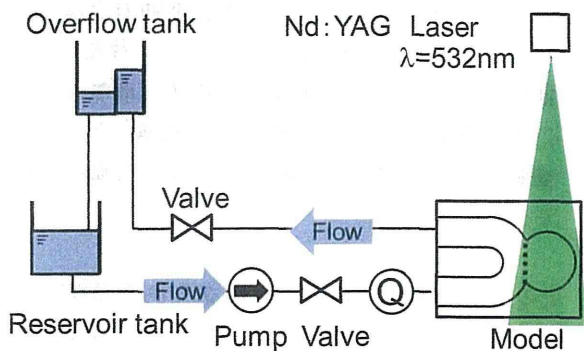 Overflow tank
Nd:YAG Laser
λ=532nm
Valve
Flow
Flow
Q
Reservoir tank
Pump Valve
Model